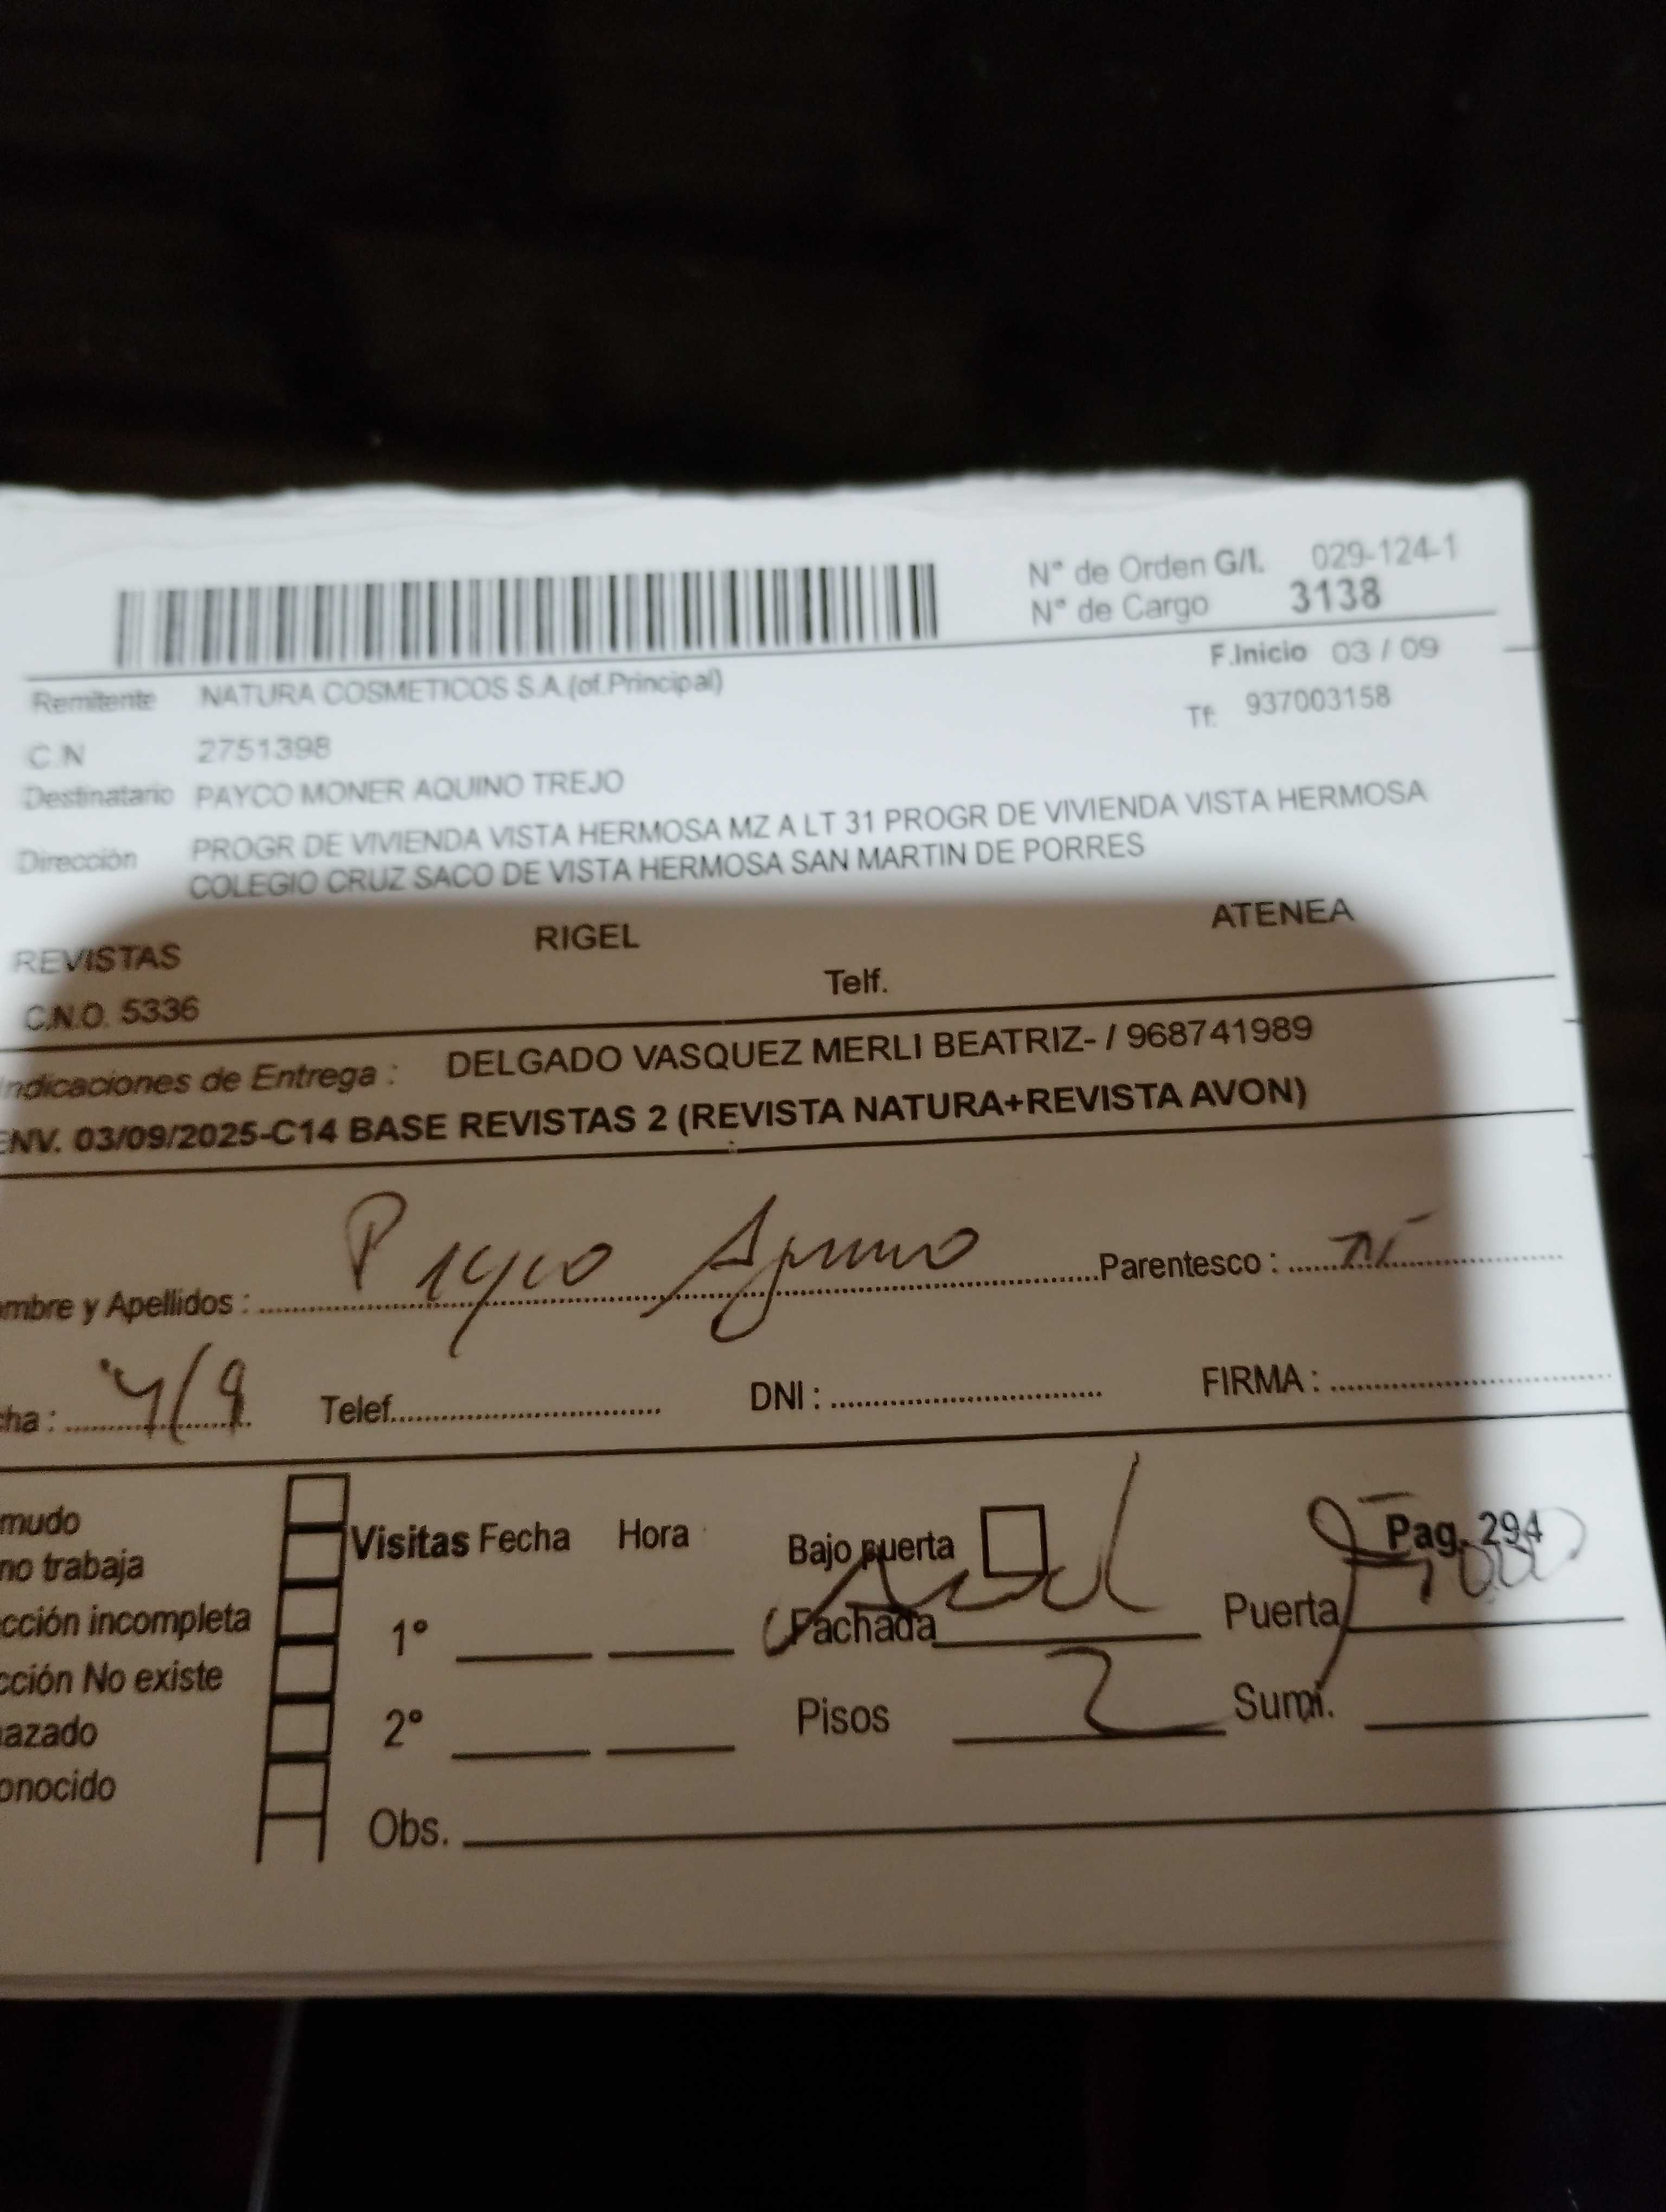 N° de Orden G/I. 029-124-1
N° de Cargo 3138
F.Inicio 03 / 09
Remitente NATURA COSMETICOS S.A.(of.Principal)
Tf: 937003158
C.N 2751398
Destinatario PAYCO MONER AQUINO TREJO
Dirección PROGR DE VIVIENDA VISTA HERMOSA MZ A LT 31 PROGR DE VIVIENDA VISTA HERMOSA
COLEGIO CRUZ SACO DE VISTA HERMOSA SAN MARTIN DE PORRES
REVISTAS RIGEL ATENEA
C.N.O. 5336 Telf.
Indicaciones de Entrega : DELGADO VASQUEZ MERLI BEATRIZ- / 968741989
ENV. 03/09/2025-C14 BASE REVISTAS 2 (REVISTA NATURA+REVISTA AVON)
mbre y Apellidos : Payco Aquino Parentesco :
cha : 4/9 Telef. DNI : FIRMA :
mudo
no trabaja
cción incompleta
cción No existe
azado
onocido
Visitas Fecha Hora Bajo puerta Pag. 294
1° Fachada Puerta
2° Pisos 2 Sumi.
Obs.